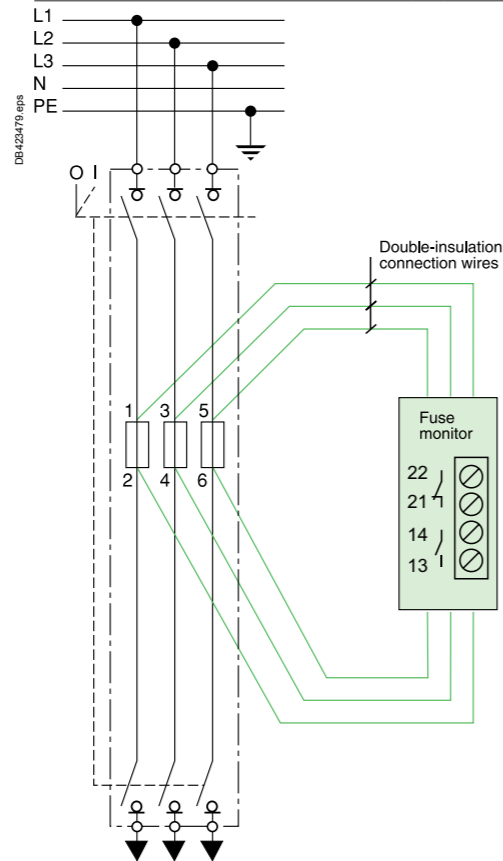 L1
L2
L3
N
PE
DB423479.eps
O I
Double-insulation
connection wires
1 3 5
2 4 6
Fuse
monitor
22
21
14
13